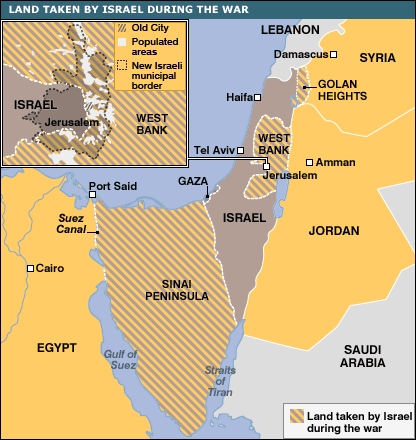 LAND TAKEN BY ISRAEL DURING THE WAR
Old City
Populated
areas
New Israeli
municipal
border
ISRAEL
Jerusalem
WEST
BANK
LEBANON
Damascus
SYRIA
GOLAN
HEIGHTS
Haifa
Tel Aviv
WEST
BANK
Amman
Jerusalem
GAZA
Port Said
Suez
Canal
ISRAEL
JORDAN
Cairo
SINAI
PENINSULA
EGYPT
Gulf of
Suez
Straits
of
Tiran
SAUDI
ARABIA
Land taken by Israel
during the war